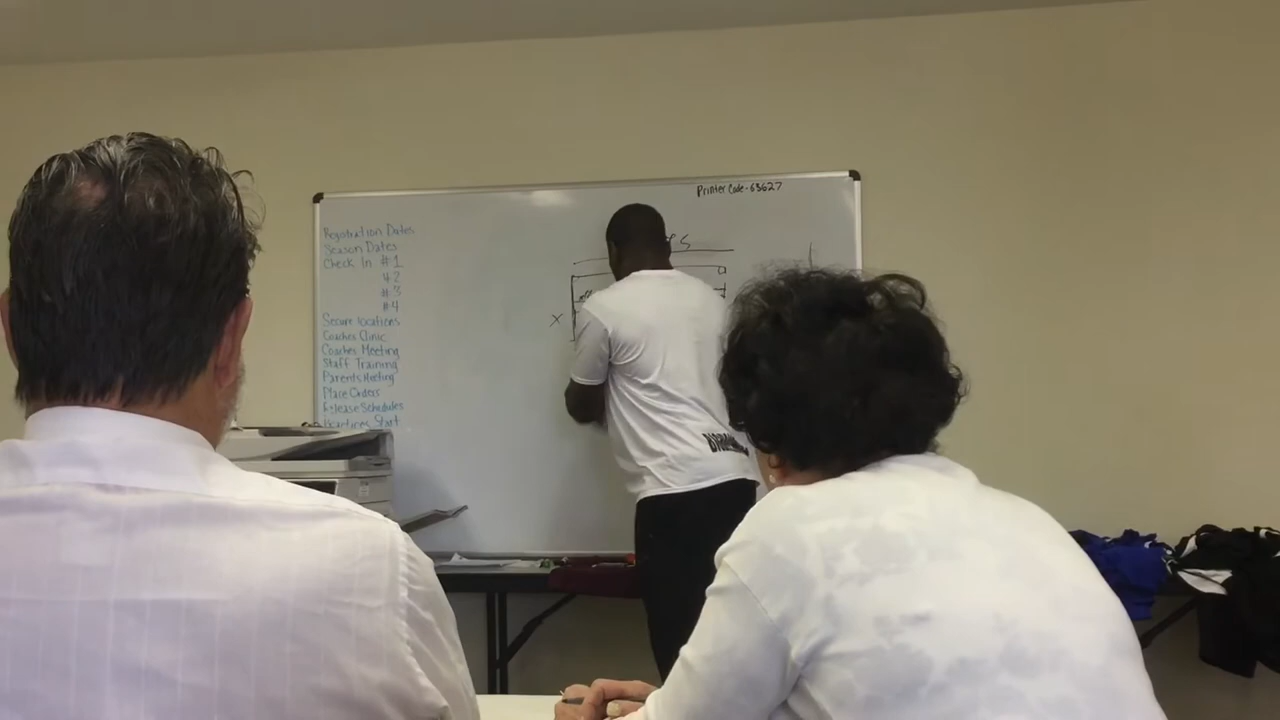 Printer Code-63627
Registration Dates
Season Dates
Check In #1
#2
#3
#4
Secure locations
Coaches Clinic
Coaches Meeting
Staff Training
Parents Meeting
Place Orders
Release Schedules
Start
X